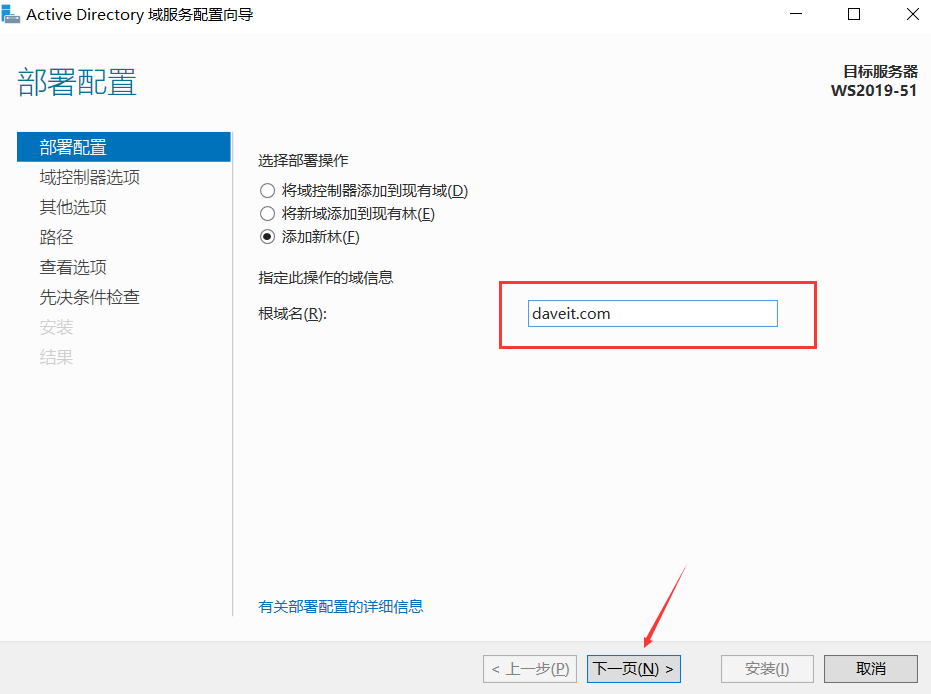 Active Directory 域服务配置向导
部署配置
目标服务器
WS2019-51
部署配置
域控制器选项
其他选项
路径
查看选项
先决条件检查
安装
结果
选择部署操作
将域控制器添加到现有域(D)
将新域添加到现有林(E)
添加新林(F)
指定此操作的域信息
根域名(R):
daveit.com
有关部署配置的详细信息
< 上一步(P)
下一页(N) >
安装(I)
取消